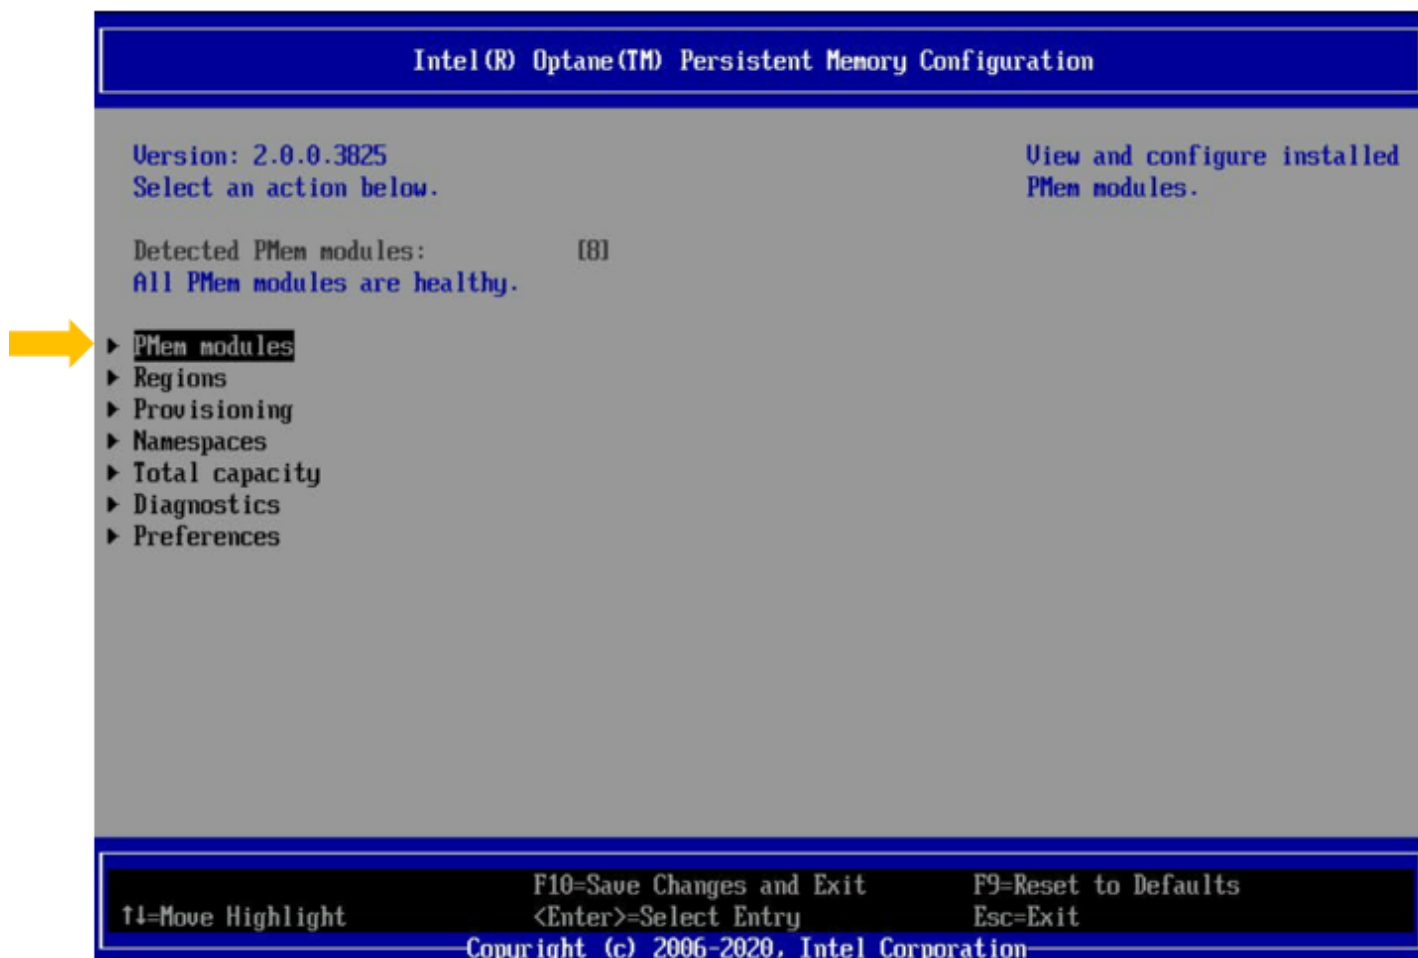 Intel(R) Optane(TM) Persistent Memory Configuration
Version: 2.0.0.3825
Select an action below.
View and configure installed
PMem modules.
Detected PMem modules: [8]
All PMem modules are healthy.
PMem modules
Regions
Provisioning
Namespaces
Total capacity
Diagnostics
Preferences
F10=Save Changes and Exit F9=Reset to Defaults
↑↓=Move Highlight <Enter>=Select Entry Esc=Exit
Copyright (c) 2006-2020, Intel Corporation